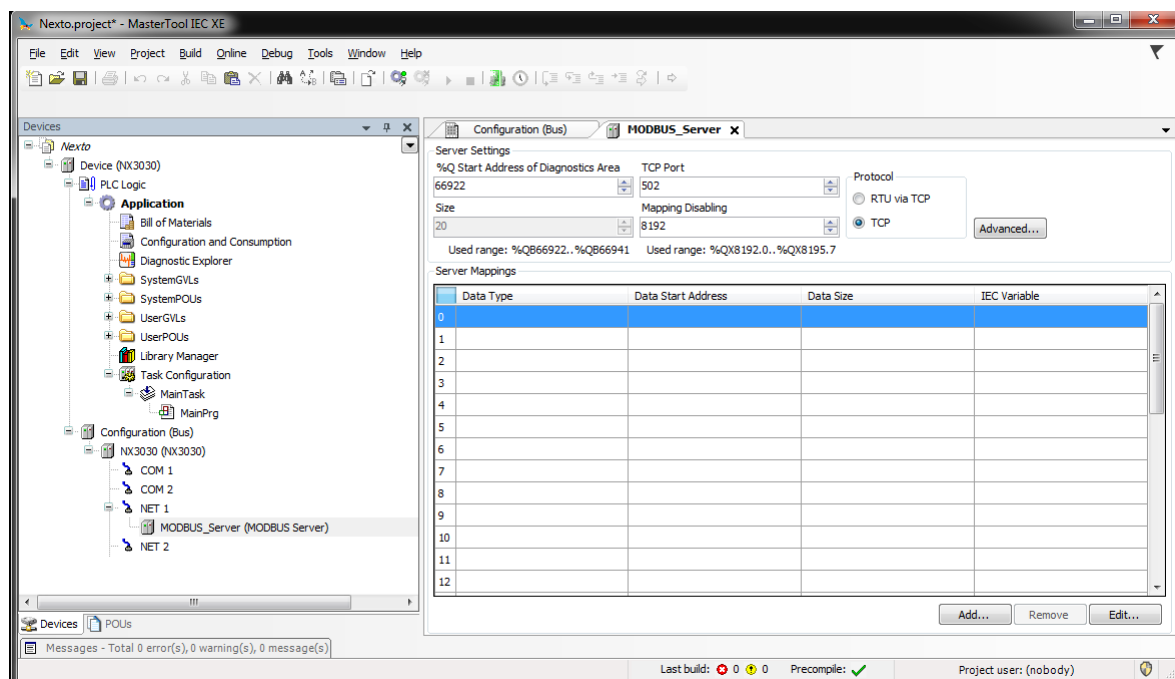 Nexto.project* - MasterTool IEC XE
File Edit View Project Build Online Debug Tools Window Help
Devices
Nexto
Device (NX3030)
PLC Logic
Application
Bill of Materials
Configuration and Consumption
Diagnostic Explorer
SystemGVLs
SystemPOUs
UserGVLs
UserPOUs
Library Manager
Task Configuration
MainTask
MainPrg
Configuration (Bus)
NX3030 (NX3030)
COM 1
COM 2
NET 1
MODBUS_Server (MODBUS Server)
NET 2
Devices POUs
Configuration (Bus) MODBUS_Server X
Server Settings
%Q Start Address of Diagnostics Area TCP Port
66922 502
Size Mapping Disabling
20 8192
Used range: %QB66922..%QB66941 Used range: %QX8192.0..%QX8195.7
Protocol
RTU via TCP
TCP
Advanced...
Server Mappings
Data Type Data Start Address Data Size IEC Variable
0
1
2
3
4
5
6
7
8
9
10
11
12
Add... Remove Edit...
Messages - Total 0 error(s), 0 warning(s), 0 message(s)
Last build: 0 0 Precompile: Project user: (nobody)